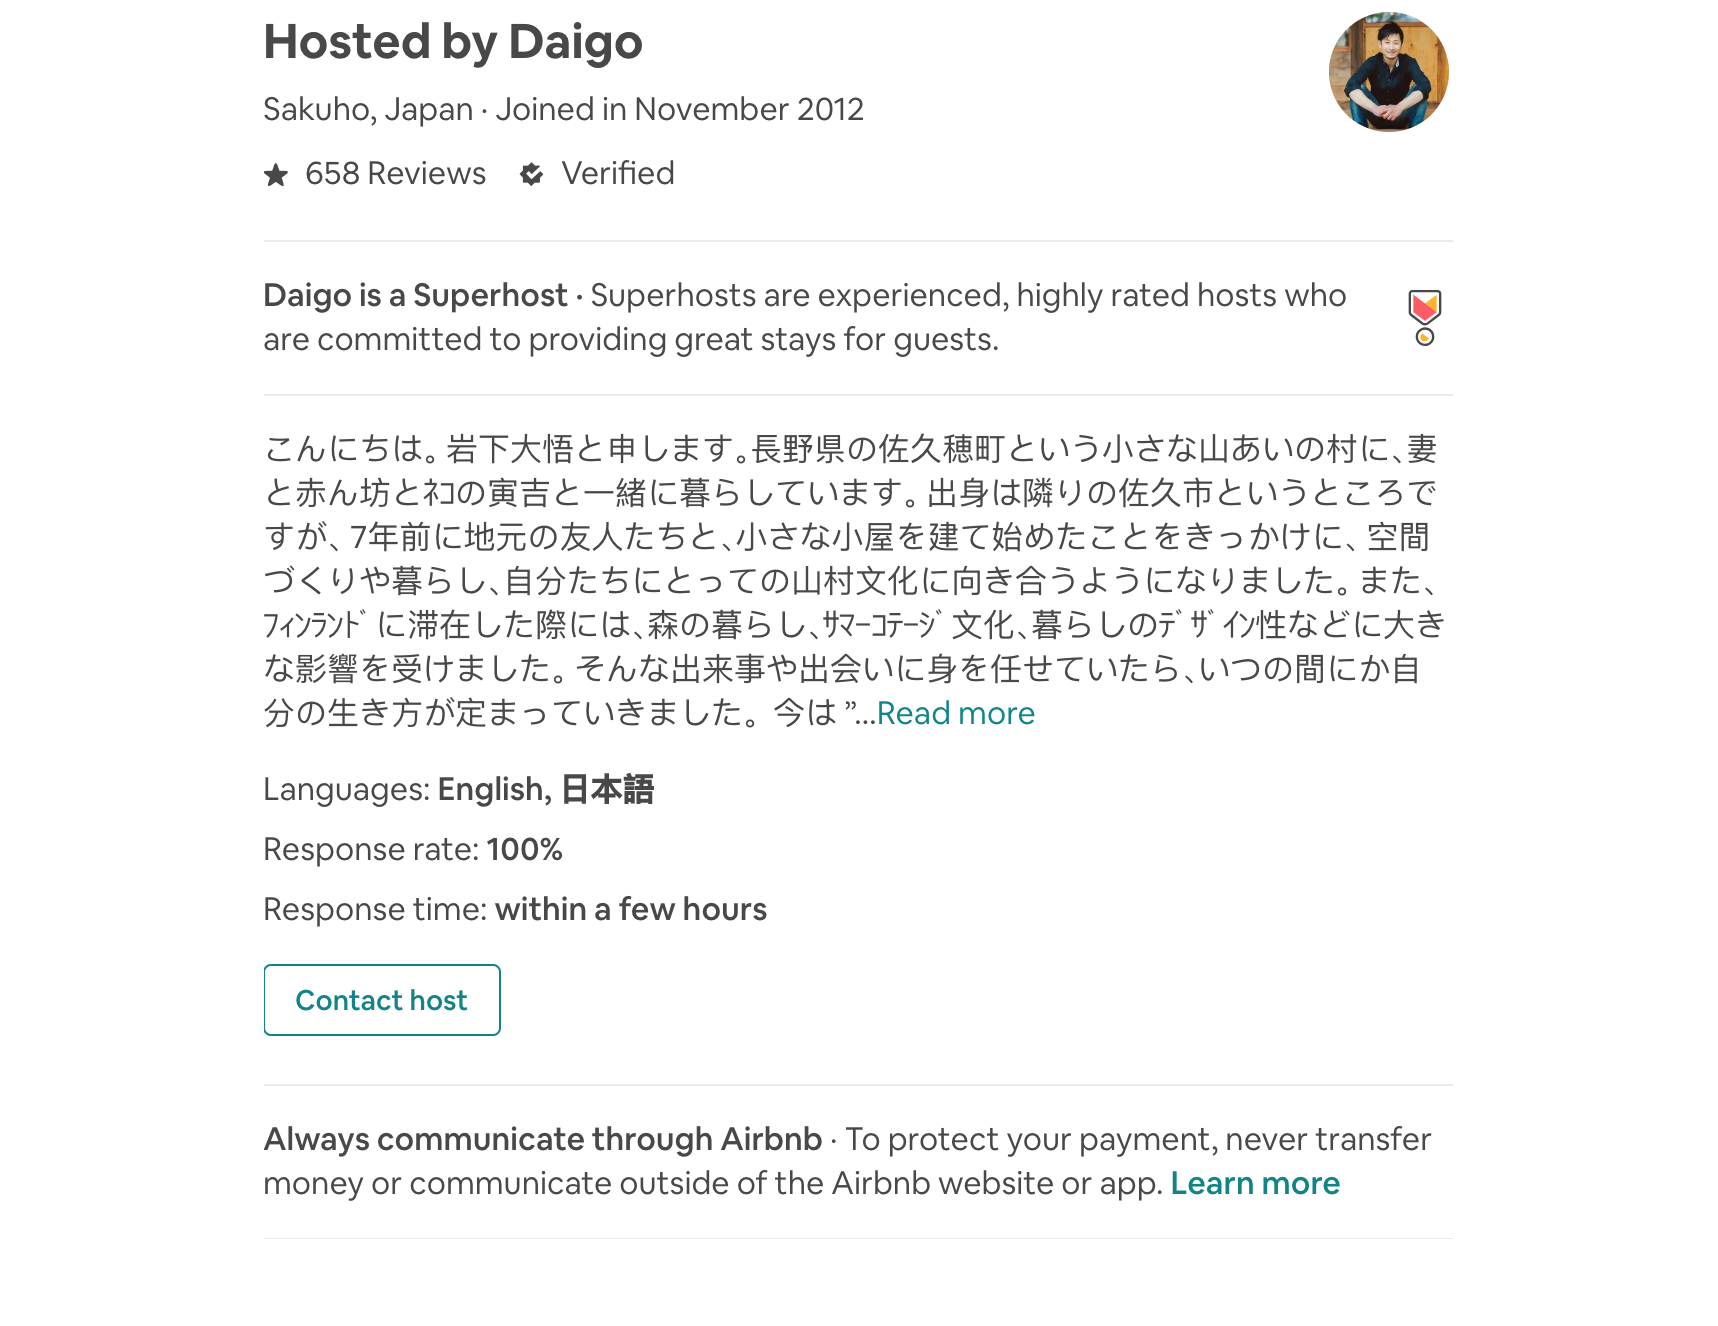 Hosted by Daigo
Sakuho, Japan · Joined in November 2012
658 Reviews Verified
Daigo is a Superhost · Superhosts are experienced, highly rated hosts who
are committed to providing great stays for guests.
こんにちは。岩下大悟と申します。長野県の佐久穂町という小さな山あいの村に、妻
と赤ん坊とﾈｺの寅吉と一緒に暮らしています。出身は隣りの佐久市というところで
すが、7年前に地元の友人たちと、小さな小屋を建て始めたことをきっかけに、空間
づくりや暮らし、自分たちにとっての山村文化に向き合うようになりました。また、
ﾌｨﾝﾗﾝﾄﾞに滞在した際には、森の暮らし、ｻﾏｰｺﾃｰｼﾞ文化、暮らしのﾃﾞｻﾞｲﾝ性などに大き
な影響を受けました。そんな出来事や出会いに身を任せていたら、いつの間にか自
分の生き方が定まっていきました。今は ”...Read more
Languages: English, 日本語
Response rate: 100%
Response time: within a few hours
Contact host
Always communicate through Airbnb · To protect your payment, never transfer
money or communicate outside of the Airbnb website or app. Learn more